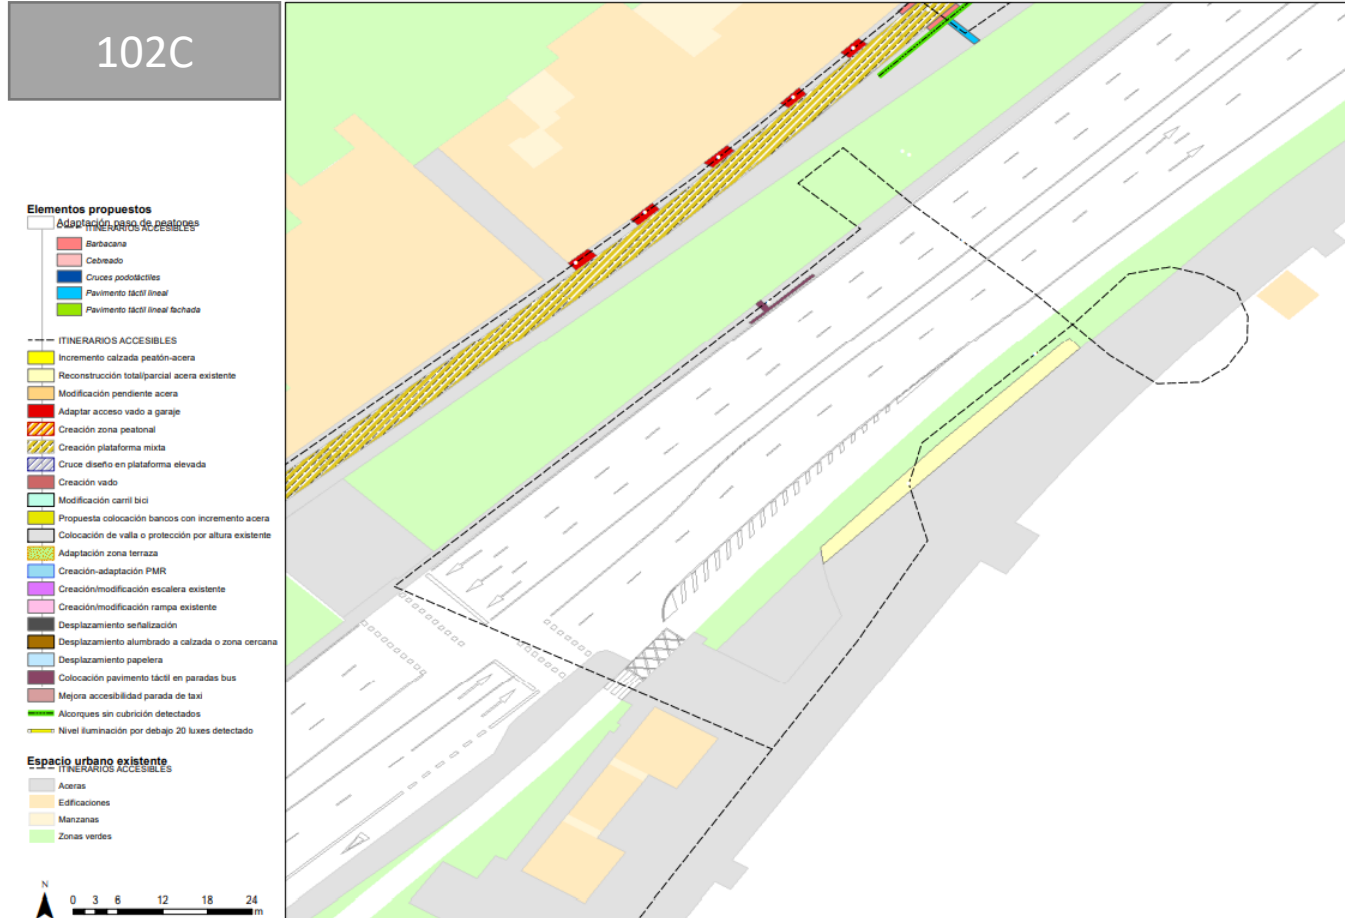 102C
Elementos propuestos
Adaptación paso de peatones
ITINERARIOS ACCESIBLES
Barbacana
Cebreado
Cruces podotáctiles
Pavimento táctil lineal
Pavimento táctil lineal fachada
ITINERARIOS ACCESIBLES
Incremento calzada peatón-acera
Reconstrucción total/parcial acera existente
Modificación pendiente acera
Adaptar acceso vado a garaje
Creación zona peatonal
Creación plataforma mixta
Cruce diseño en plataforma elevada
Creación vado
Modificación carril bici
Propuesta colocación bancos con incremento acera
Colocación de valla o protección por altura existente
Adaptación zona terraza
Creación-adaptación PMR
Creación/modificación escalera existente
Creación/modificación rampa existente
Desplazamiento señalización
Desplazamiento alumbrado a calzada o zona cercana
Desplazamiento papelera
Colocación pavimento táctil en paradas bus
Mejora accesibilidad parada de taxi
Alcorques sin cubrición detectados
Nivel iluminación por debajo 20 luxes detectado
Espacio urbano existente
ITINERARIOS ACCESIBLES
Aceras
Edificaciones
Manzanas
Zonas verdes
N
0 3 6 12 18 24
m